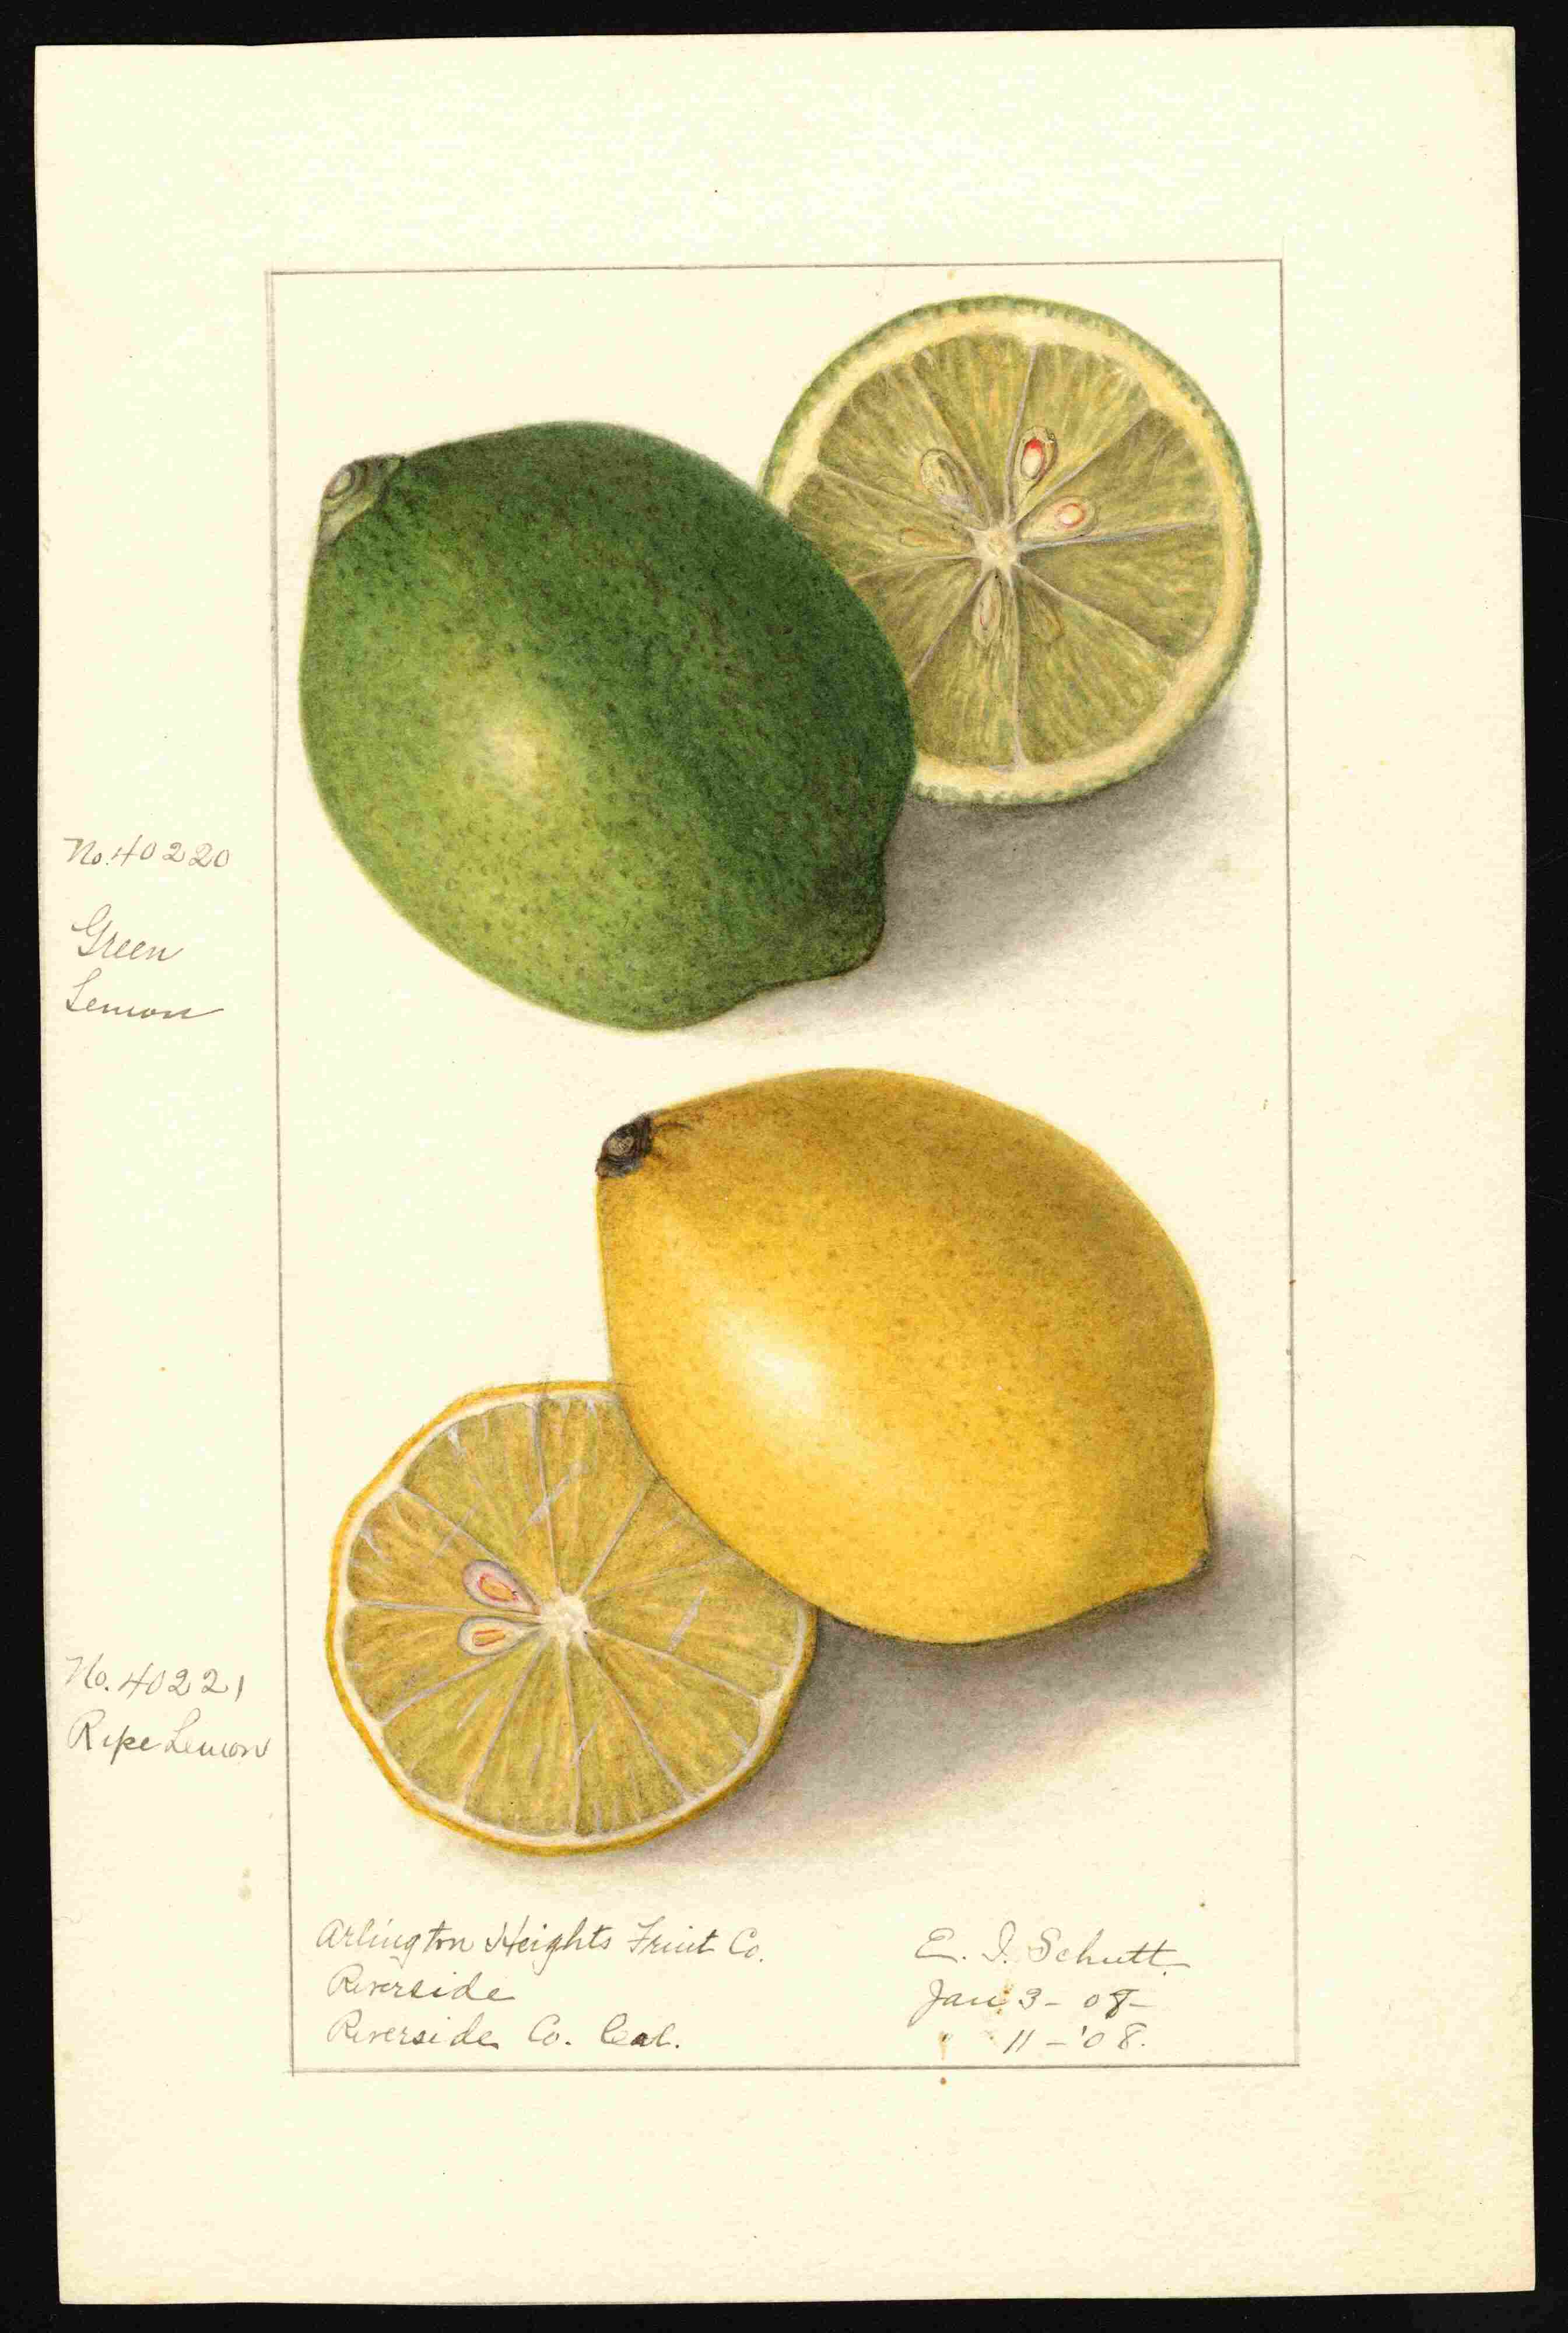 No. 40220
Green
Lemon
No. 40221
Ripe Lemon
Arlington Heights Fruit Co.
Riverside
Riverside Co. Cal.
E. I. Schutt.
Jan. 3 - 08 -
" 11 - '08.